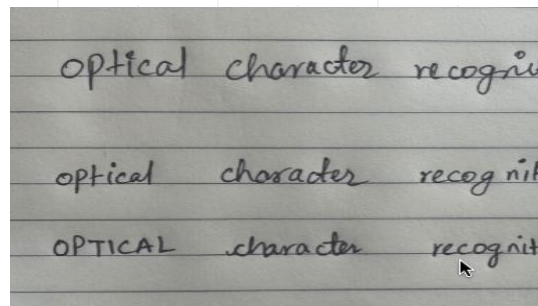 optical character recogni
optical character recognit
OPTICAL character recognit